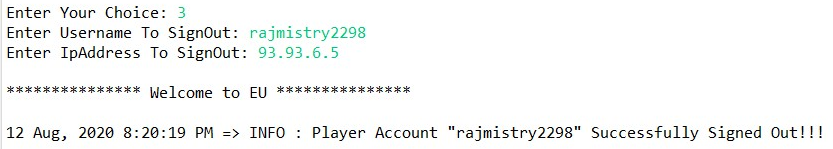 Enter Your Choice: 3
Enter Username To SignOut: rajmistry2298
Enter IpAddress To SignOut: 93.93.6.5
*************** Welcome to EU ***************
12 Aug, 2020 8:20:19 PM => INFO : Player Account "rajmistry2298" Successfully Signed Out!!!